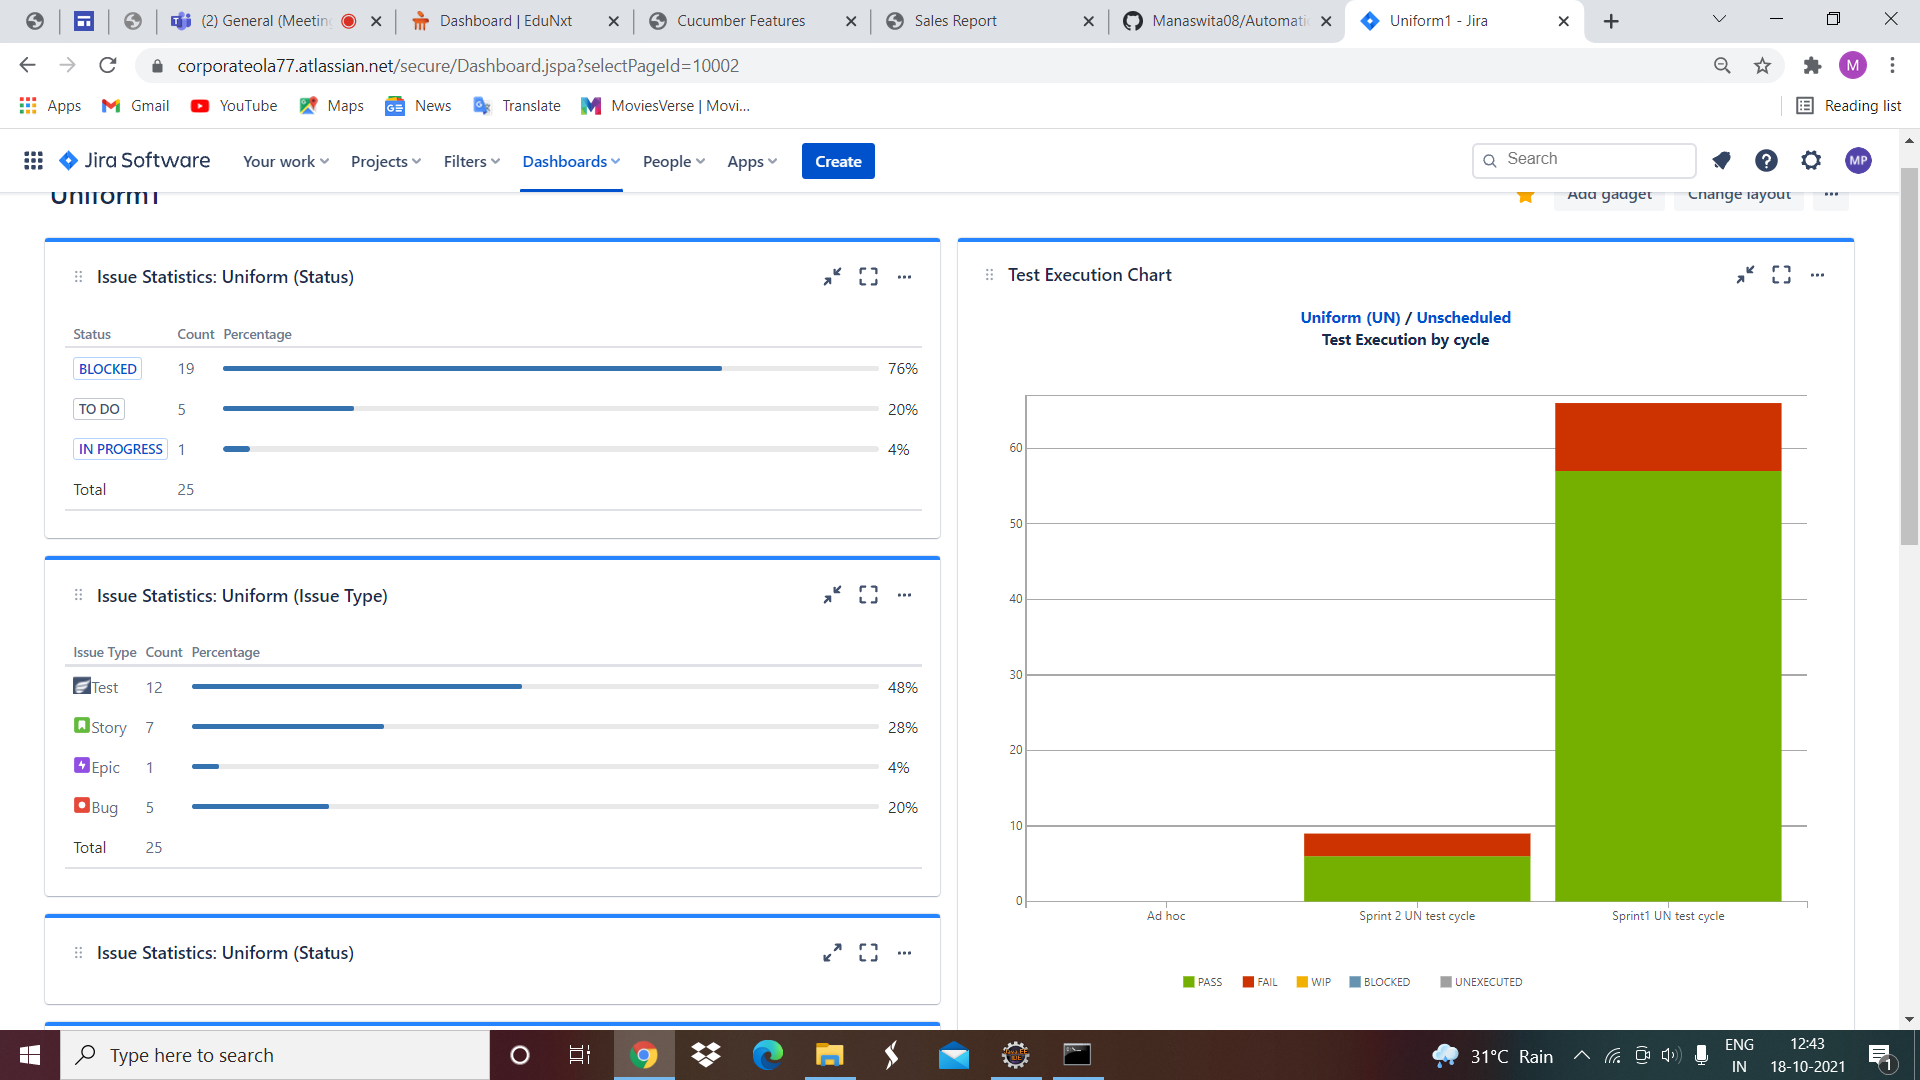 (2) General (Meetin
Dashboard | EduNxt
Cucumber Features
Sales Report
Manaswita08/Automati
Uniform1 - Jira
corporateola77.atlassian.net/secure/Dashboard.jspa?selectPageId=10002
M
Apps
Gmail
YouTube
Maps
News
Translate
MoviesVerse | Movi...
Reading list
Jira Software
Your work
Projects
Filters
Dashboards
People
Apps
Create
Search
MP
Uniform1
Add gadget
Change layout
Issue Statistics: Uniform (Status)
Status Count Percentage
BLOCKED 19 76%
TO DO 5 20%
IN PROGRESS 1 4%
Total 25
Issue Statistics: Uniform (Issue Type)
Issue Type Count Percentage
Test 12 48%
Story 7 28%
Epic 1 4%
Bug 5 20%
Total 25
Issue Statistics: Uniform (Status)
Test Execution Chart
Uniform (UN) / Unscheduled
Test Execution by cycle
60
50
40
30
20
10
0
Ad hoc
Sprint 2 UN test cycle
Sprint1 UN test cycle
PASS FAIL WIP BLOCKED UNEXECUTED
Type here to search
31°C Rain
ENG
IN
12:43
18-10-2021
1